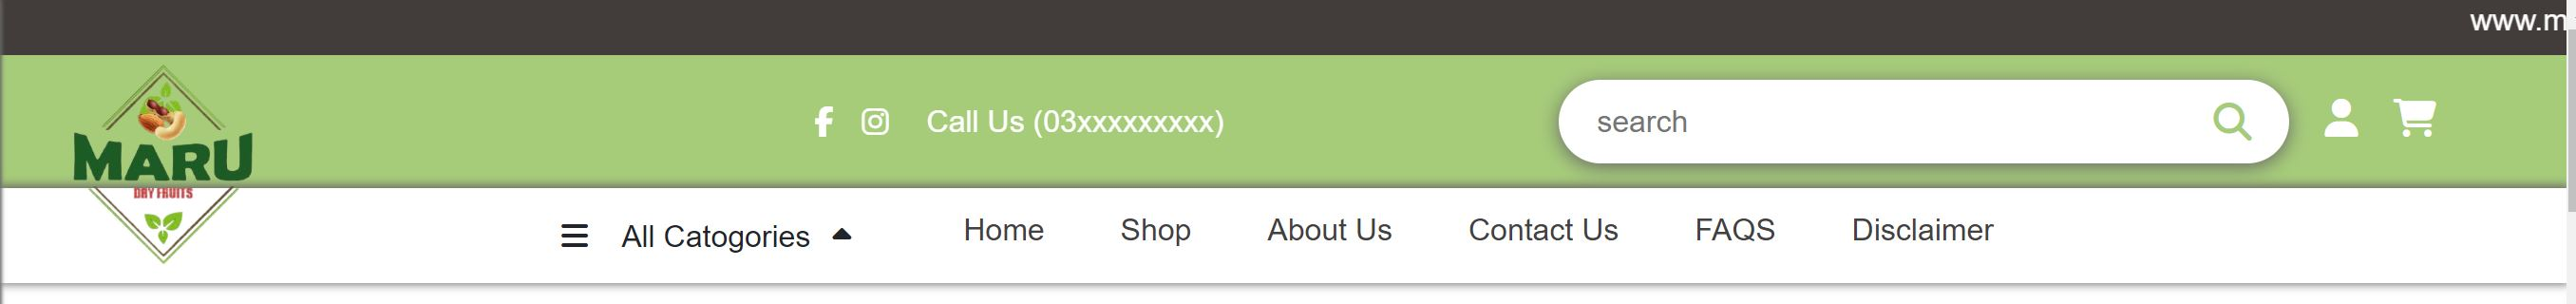 www.m
Call Us (03xxxxxxxxx)
search
MARU
DRY FRUITS
All Catogories
Home
Shop
About Us
Contact Us
FAQS
Disclaimer